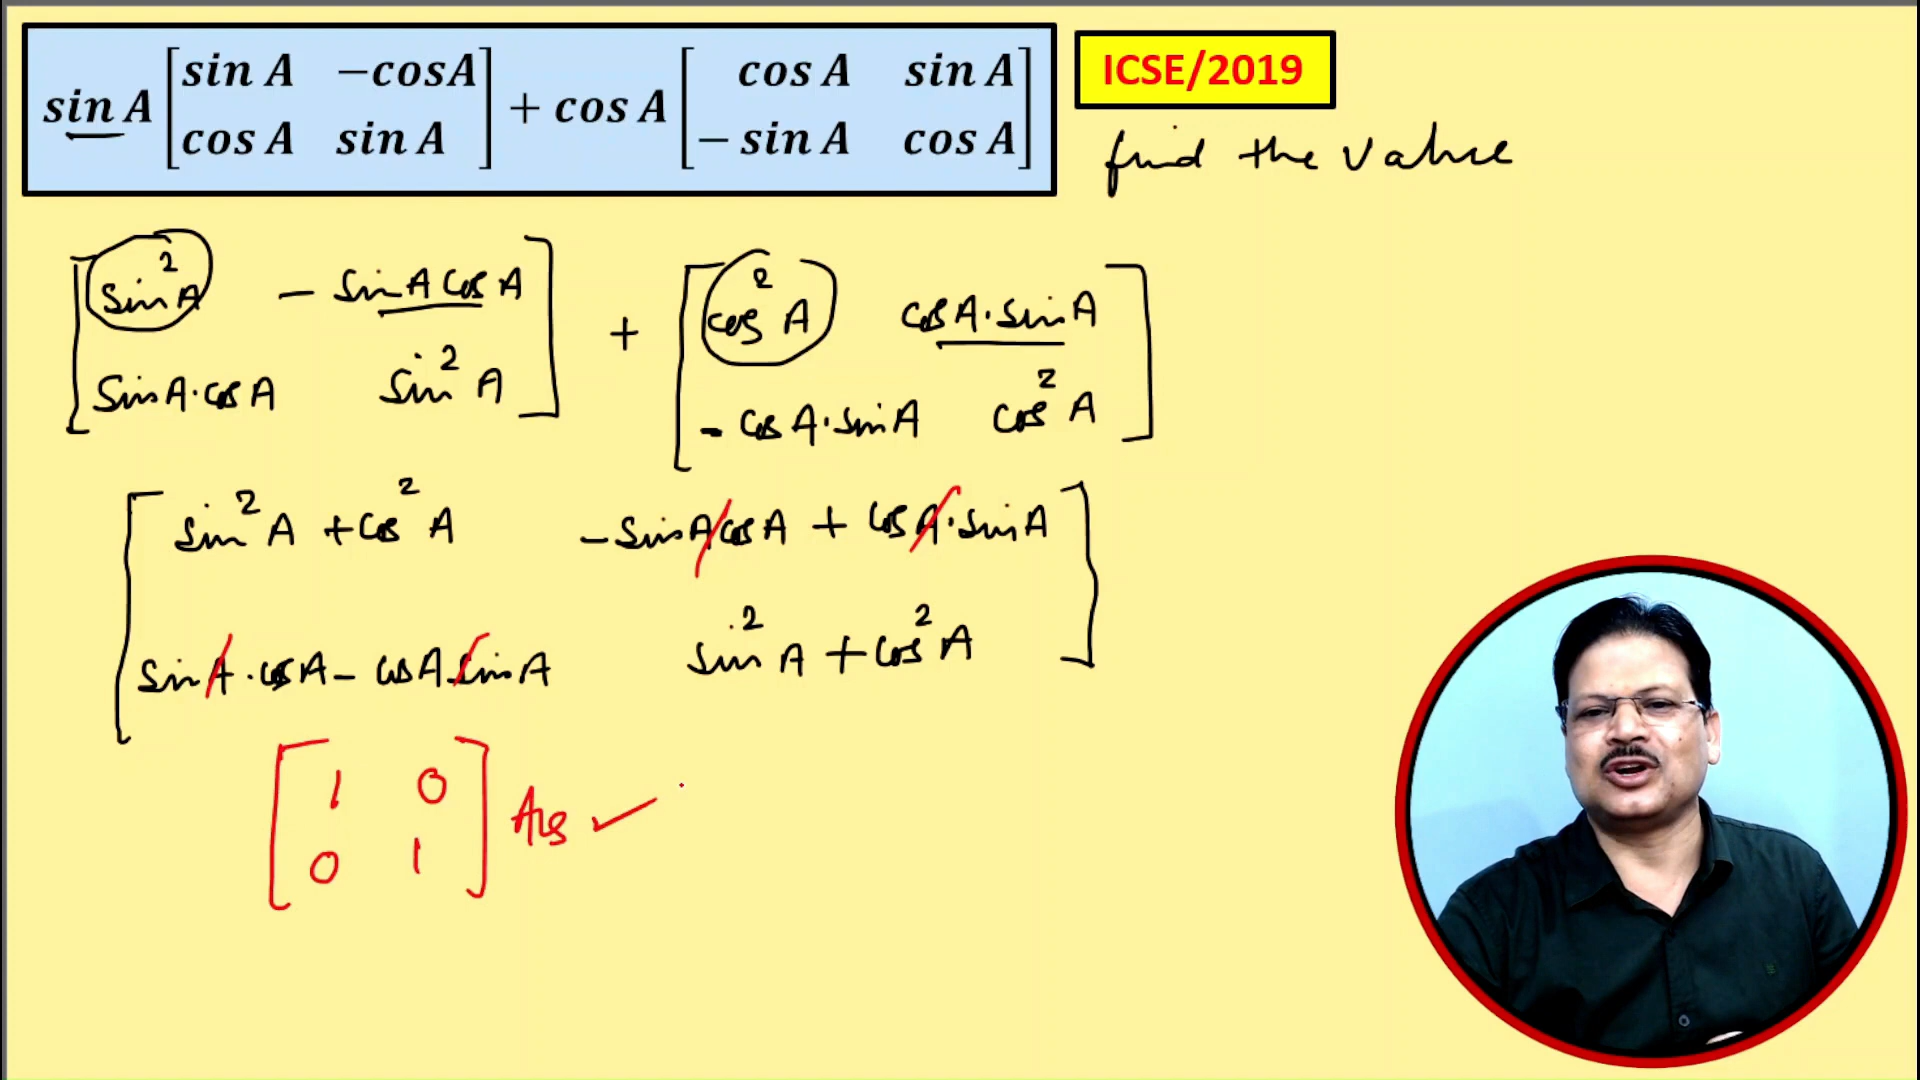 sin A [sin A −cosA] + cos A [cos A sin A]
[cos A sin A] [− sin A cos A]
ICSE/2019
find the value
[sin²A − sinA cosA] + [cos²A cosA·sinA]
[SinA·cosA sin²A] [- cosA·sinA cos²A]
[sin²A + cos²A −sinA cosA + cosA·sinA]
[sinA·cosA − cosA·sinA sin²A + cos²A]
[1 0]
[0 1] Ans ✓